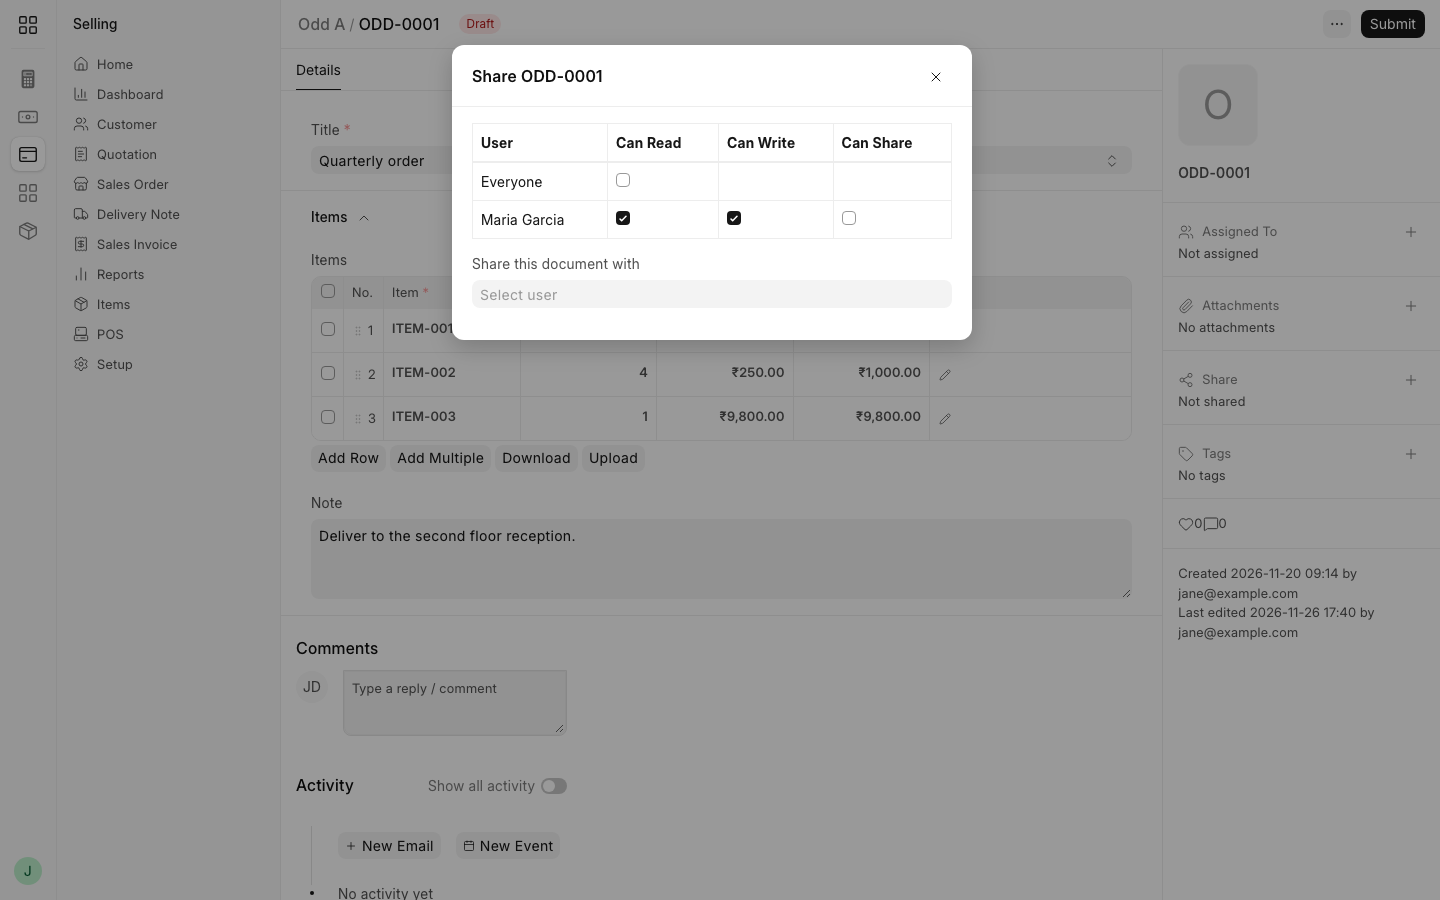 Selling
Home
Dashboard
Customer
Quotation
Sales Order
Delivery Note
Sales Invoice
Reports
Items
POS
Setup
J
Odd A / ODD-0001
Draft
Submit
Details
Title *
Quarterly order
Items
Items
No. Item *
1 ITEM-001
2 ITEM-002 4 ₹250.00 ₹1,000.00
3 ITEM-003 1 ₹9,800.00 ₹9,800.00
Add Row Add Multiple Download Upload
Note
Deliver to the second floor reception.
Comments
JD
Type a reply / comment
Activity
Show all activity
New Email
New Event
No activity yet
Share ODD-0001
User Can Read Can Write Can Share
Everyone
Maria Garcia
Share this document with
Select user
O
ODD-0001
Assigned To
Not assigned
Attachments
No attachments
Share
Not shared
Tags
No tags
0 0
Created 2026-11-20 09:14 by
jane@example.com
Last edited 2026-11-26 17:40 by
jane@example.com